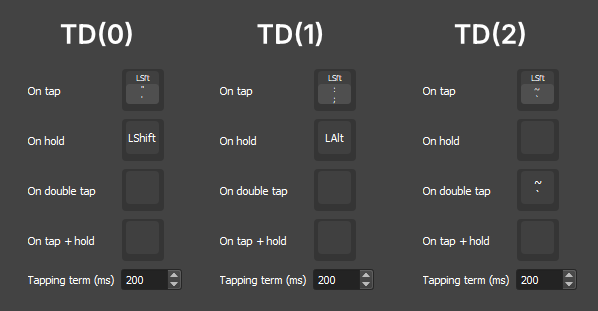 TD(0) TD(1) TD(2)
LSft LSft LSft
On tap " ' On tap : ; On tap ~ `
On hold LShift On hold LAlt On hold
On double tap On double tap On double tap ~ `
On tap + hold On tap + hold On tap + hold
Tapping term (ms) 200 Tapping term (ms) 200 Tapping term (ms) 200